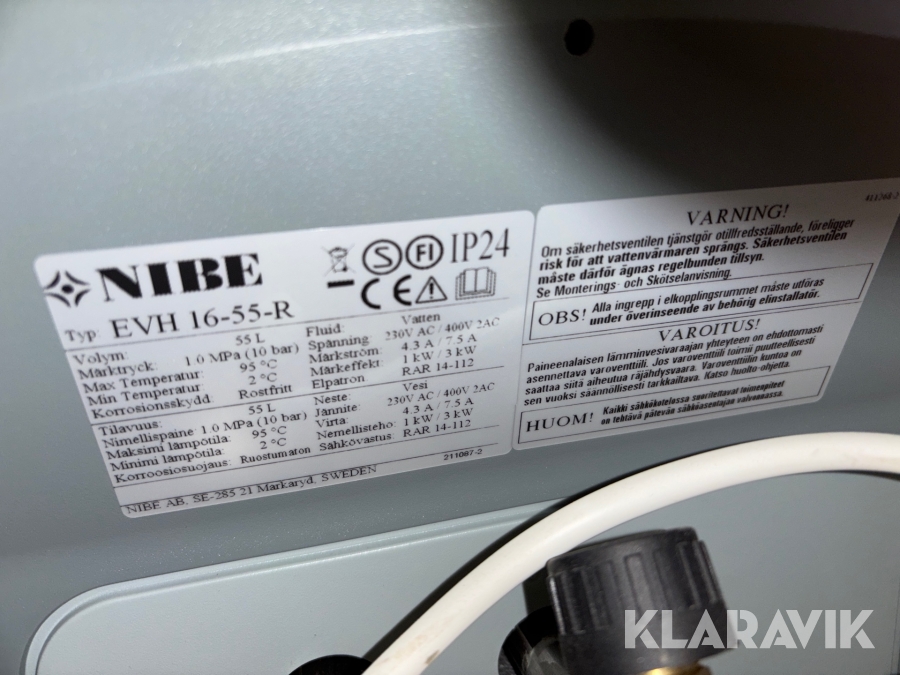 NIBE
S FI IP24
CE
Typ: EVH 16-55-R
Volym: 55 L Fluid: Vatten
Märktryck: 1.0 MPa (10 bar) Spänning 230V AC / 400V 2AC
Max Temperatur: 95 °C Märkström: 4.3 A / 7.5 A
Min Temperatur: 2 °C Märkeffekt: 1 kW / 3 kW
Korrosionsskydd: Rostfritt Elpatron RAR 14-112
Tilavuus: 55 L Neste: Vesi
Nimellispaine: 1.0 MPa (10 bar) Jännite: 230V AC / 400V 2AC
Maksimi lämpötila: 95 °C Virta: 4.3 A / 7.5 A
Minimi lämpötila: 2 °C Nimellisteho: 1 kW / 3 kW
Korroosiosuojaus: Ruostumaton Sähkövastus: RAR 14-112
211087-2
NIBE AB, SE-285 21 Markaryd, SWEDEN
VARNING!
Om säkerhetsventilen tjänstgör otillfredsställande, föreligger
risk för att vattenvärmaren sprängs. Säkerhetsventilen
måste därför ägnas regelbunden tillsyn.
Se Monterings- och Skötselanvisning.
OBS! Alla ingrepp i elkopplingsrummet måste utföras
under överinseende av behörig elinstallatör.
VAROITUS!
Paineenalaisen lämminvesivaraajan yhteyteen on ehdottomasti
asennettava varoventtiili. Jos varoventtiili toimii puutteellisesti
saattaa siitä aiheutua räjähdysvaara. Varoventtiilin kuntoa on
sen vuoksi säännöllisesti tarkkailtava. Katso huolto-ohjetta.
HUOM! Kaikki sähkökotelossa suoritettavat toimenpiteet
on tehtävä pätevän sähköasentajan valvonnassa.
KLARAVIK